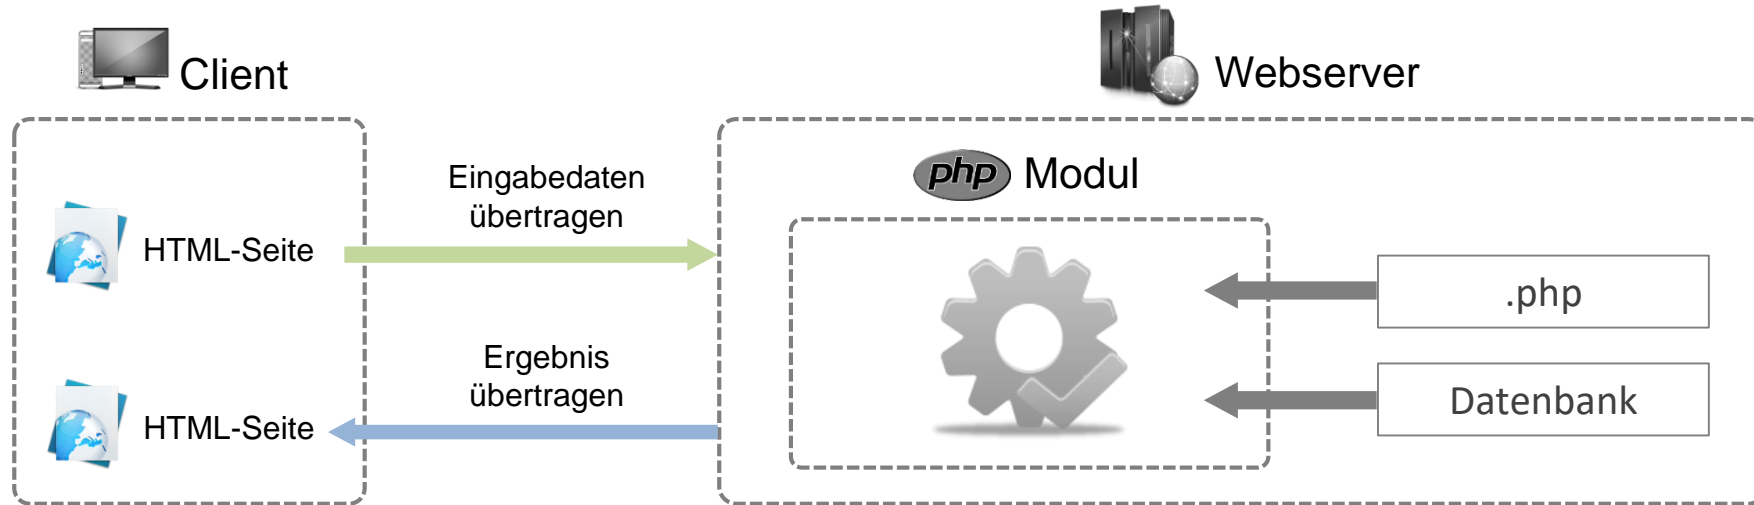 Client
Webserver
Eingabedaten
übertragen
php Modul
HTML-Seite
.php
Ergebnis
übertragen
HTML-Seite
Datenbank